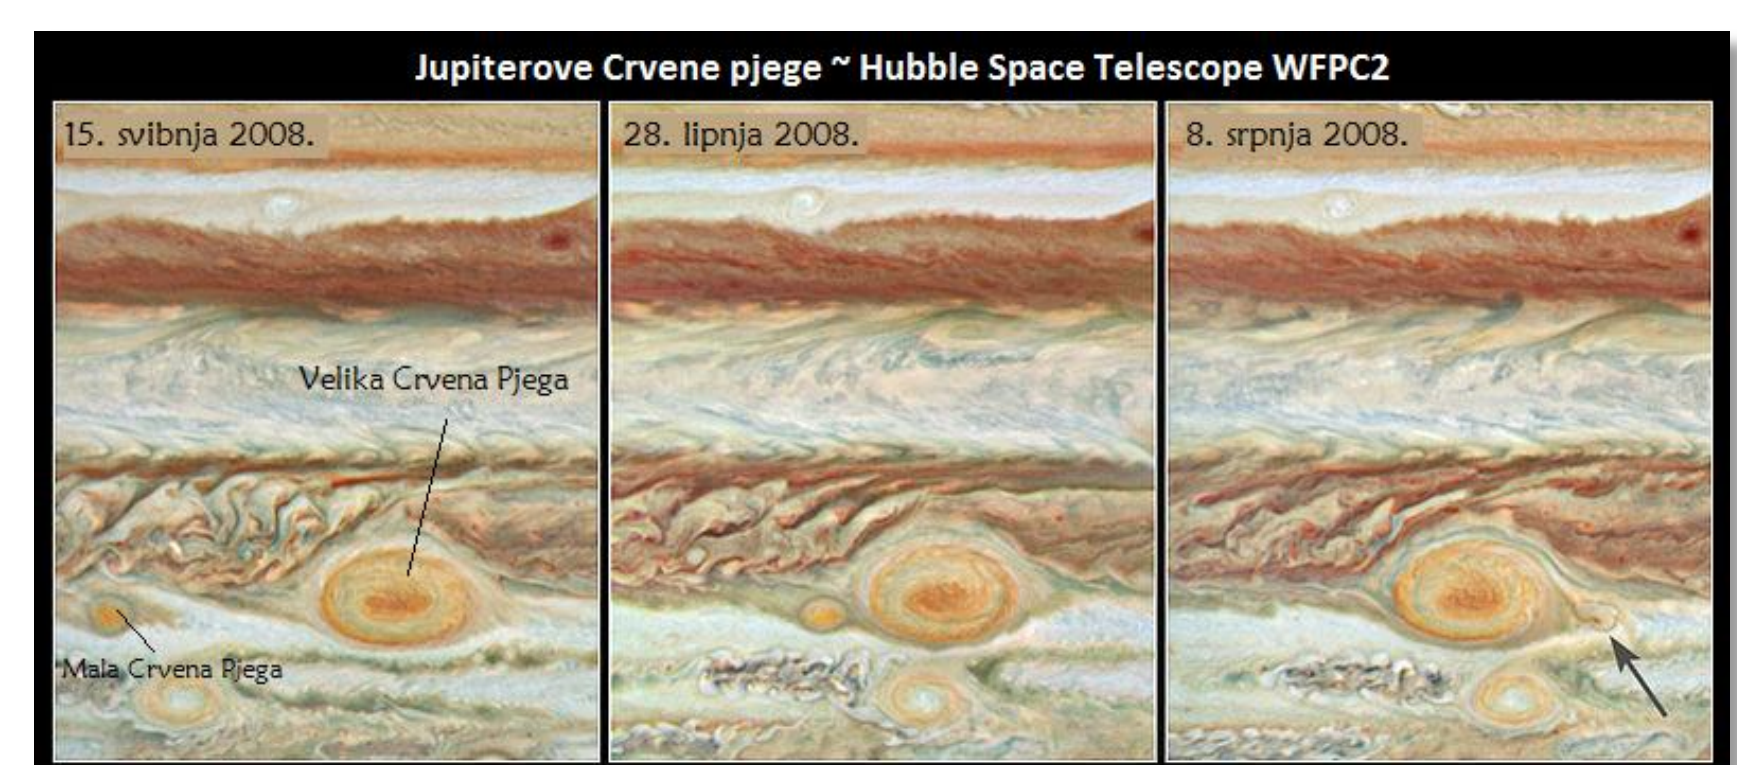 Jupiterove Crvene pjege ~ Hubble Space Telescope WFPC2
15. svibnja 2008.
28. lipnja 2008.
8. srpnja 2008.
Velika Crvena Pjega
Mala Crvena Pjega